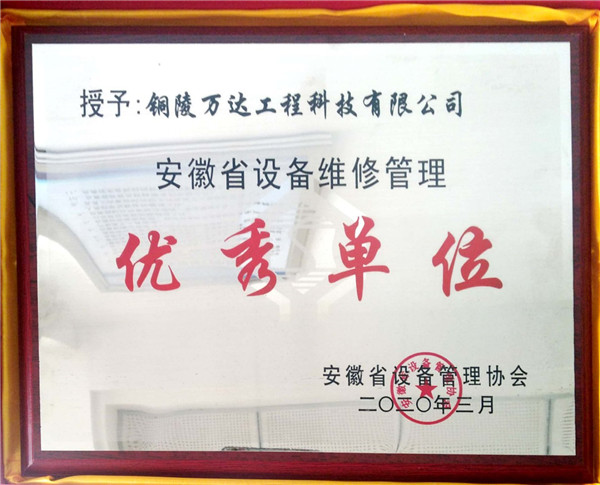 授予:铜陵万达工程科技有限公司
安徽省设备维修管理
优秀单位
安徽省设备管理协会
二〇二〇年三月